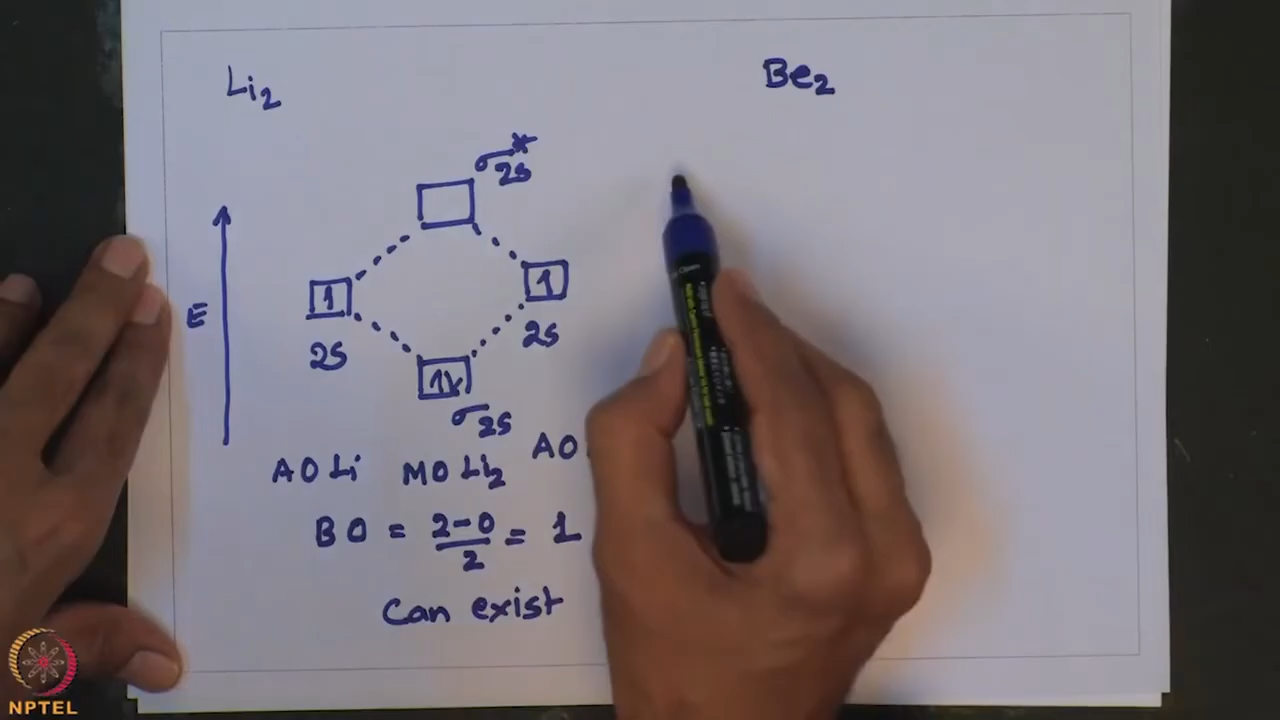 Li₂
Be₂
σ*2s
E
1
1
2s
2s
1⇂
σ2s
AO Li
MO Li₂
AO
BO = 2-0/2 = 1
Can exist
NPTEL